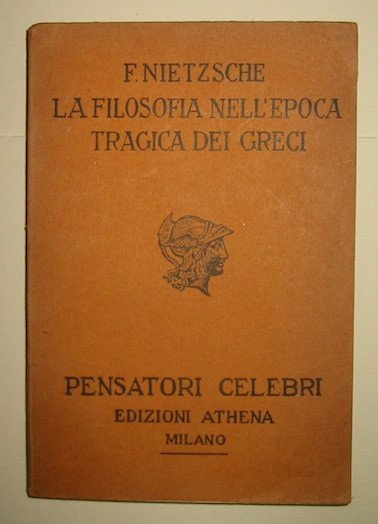 F. NIETZSCHE
LA FILOSOFIA NELL'EPOCA
TRAGICA DEI GRECI
PENSATORI CELEBRI
EDIZIONI ATHENA
MILANO